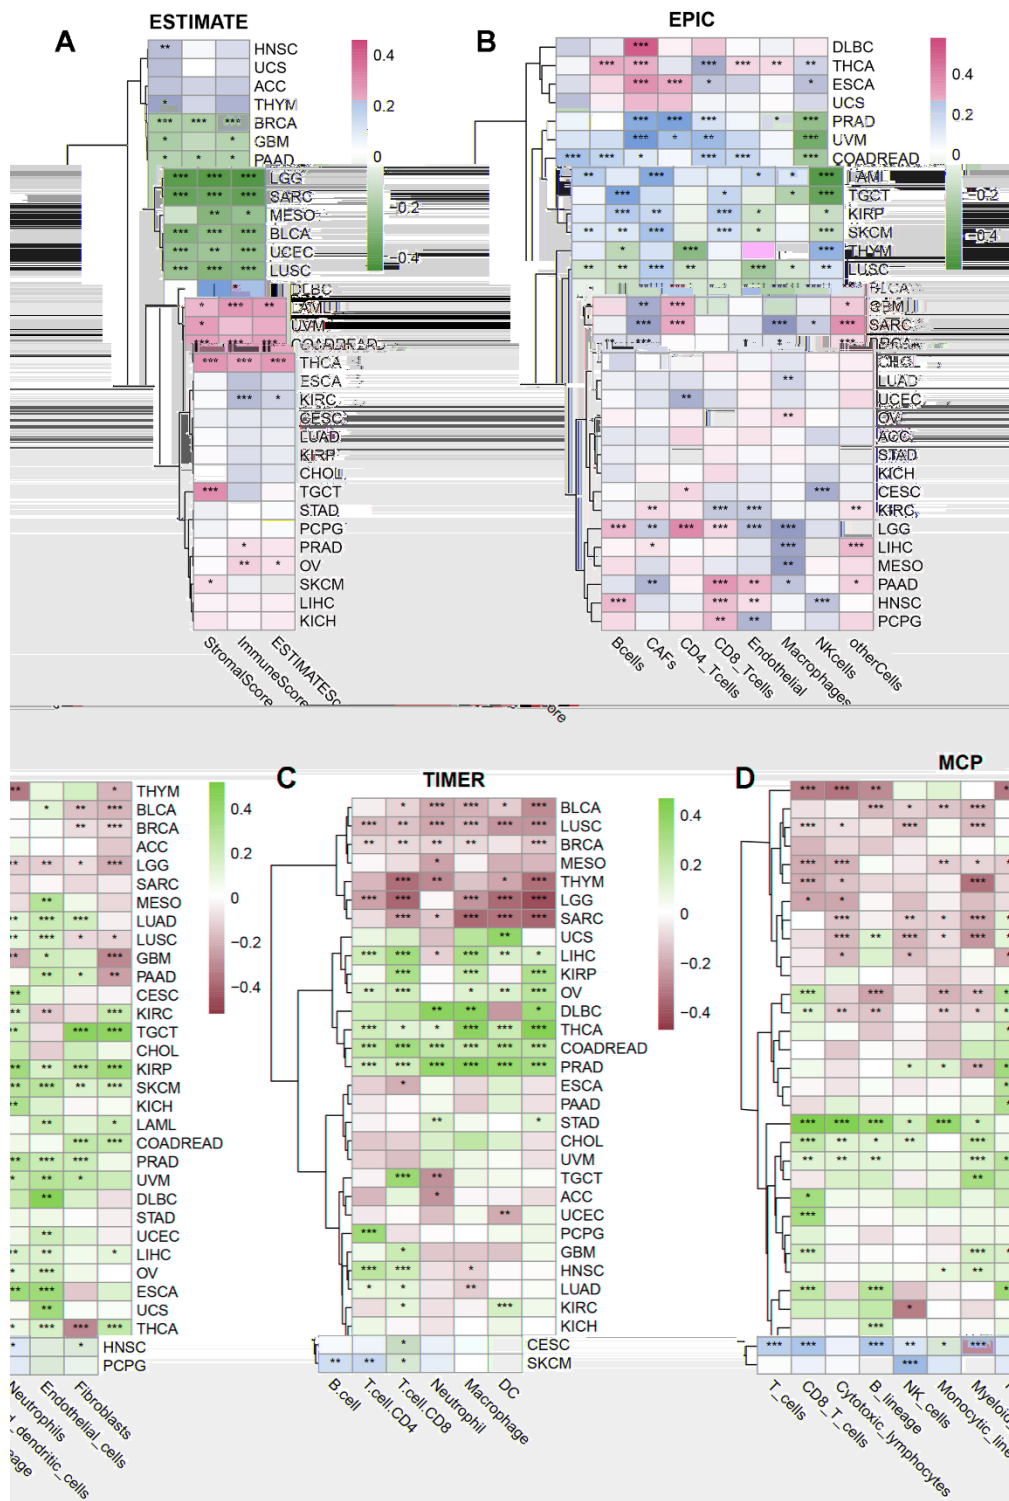 A
ESTIMATE
HNSC
UCS
ACC
THYM
BRCA
GBM
PAAD
LGG
SARC
MESO
BLCA
UCEC
LUSC
DLBC
LAML
UVM
COADREAD
THCA
ESCA
KIRC
CESC
LUAD
KIRP
CHOL
TGCT
STAD
PCPG
PRAD
OV
SKCM
LIHC
KICH
0.4
0.2
0
−0.2
−0.4
StromalScore
ImmuneScore
ESTIMATESc
ore
B
EPIC
DLBC
THCA
ESCA
UCS
PRAD
UVM
COADREAD
LAML
TGCT
KIRP
SKCM
THYM
LUSC
BLCA
GBM
SARC
BRCA
CHOL
LUAD
UCEC
OV
ACC
STAD
KICH
CESC
KIRC
LGG
LIHC
MESO
PAAD
HNSC
PCPG
0.4
0.2
0
−0.2
−0.4
Bcells
CAFs
CD4_Tcells
CD8_Tcells
Endothelial
Macrophages
NKcells
otherCells
THYM
BLCA
BRCA
ACC
LGG
SARC
MESO
LUAD
LUSC
GBM
PAAD
CESC
KIRC
TGCT
CHOL
KIRP
SKCM
KICH
LAML
COADREAD
PRAD
UVM
DLBC
STAD
UCEC
LIHC
OV
ESCA
UCS
THCA
HNSC
PCPG
0.4
0.2
0
−0.2
−0.4
Neutrophils
Endothelial_cells
Fibroblasts
d_dendritic_cells
eage
C
TIMER
BLCA
LUSC
BRCA
MESO
THYM
LGG
SARC
UCS
LIHC
KIRP
OV
DLBC
THCA
COADREAD
PRAD
ESCA
PAAD
STAD
CHOL
UVM
TGCT
ACC
UCEC
PCPG
GBM
HNSC
LUAD
KIRC
KICH
CESC
SKCM
0.4
0.2
0
−0.2
−0.4
B.cell
T.cell.CD4
T.cell.CD8
Neutrophil
Macrophage
DC
D
MCP
T_cells
CD8_T_cells
Cytotoxic_lymphocytes
B_lineage
NK_cells
Monocytic_line
Myeloid_